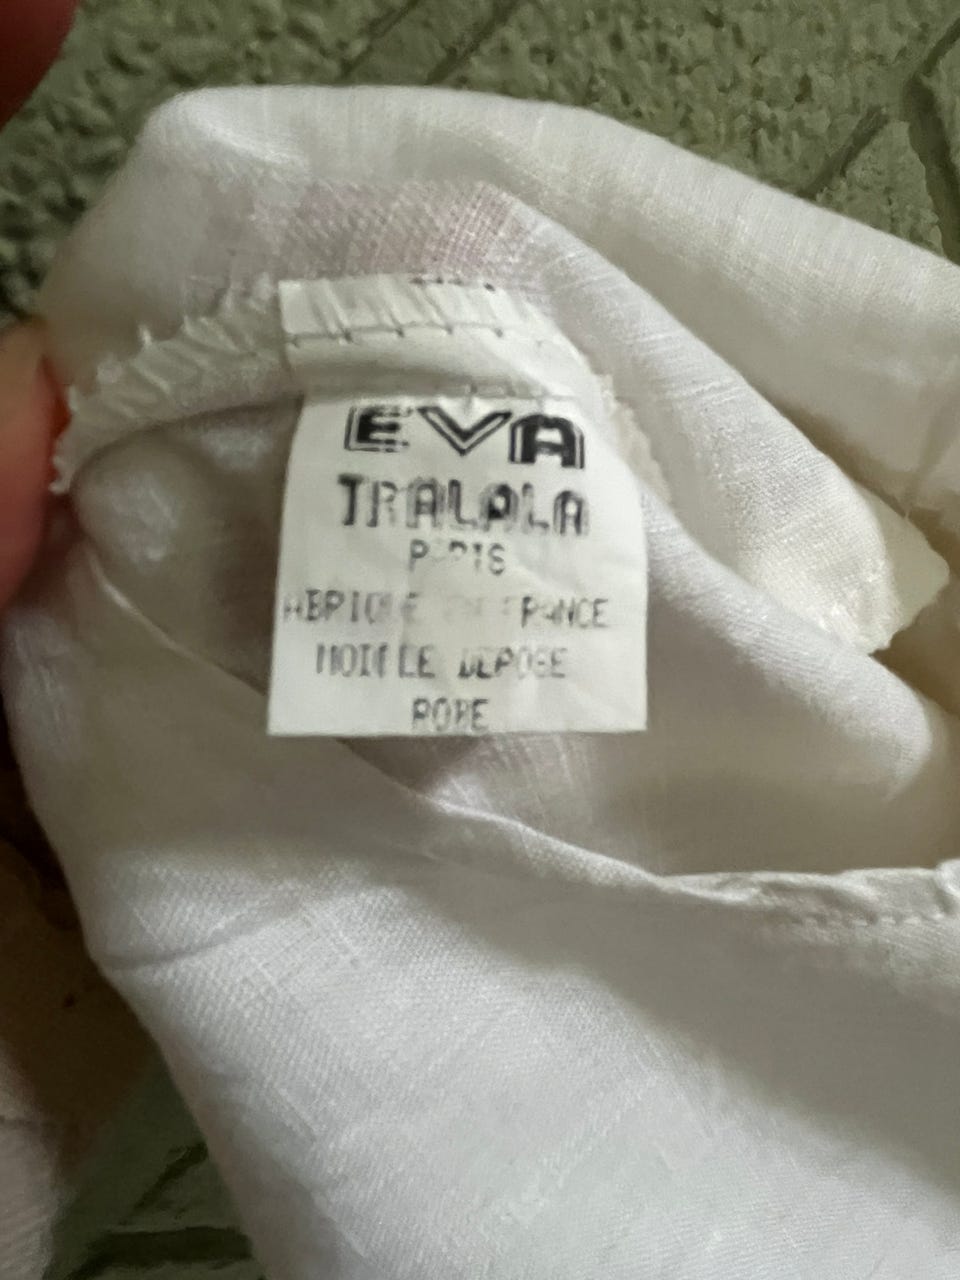 EVA
TRALALA
PARIS
FRANCE
MODELE DEPOSE
ROBE